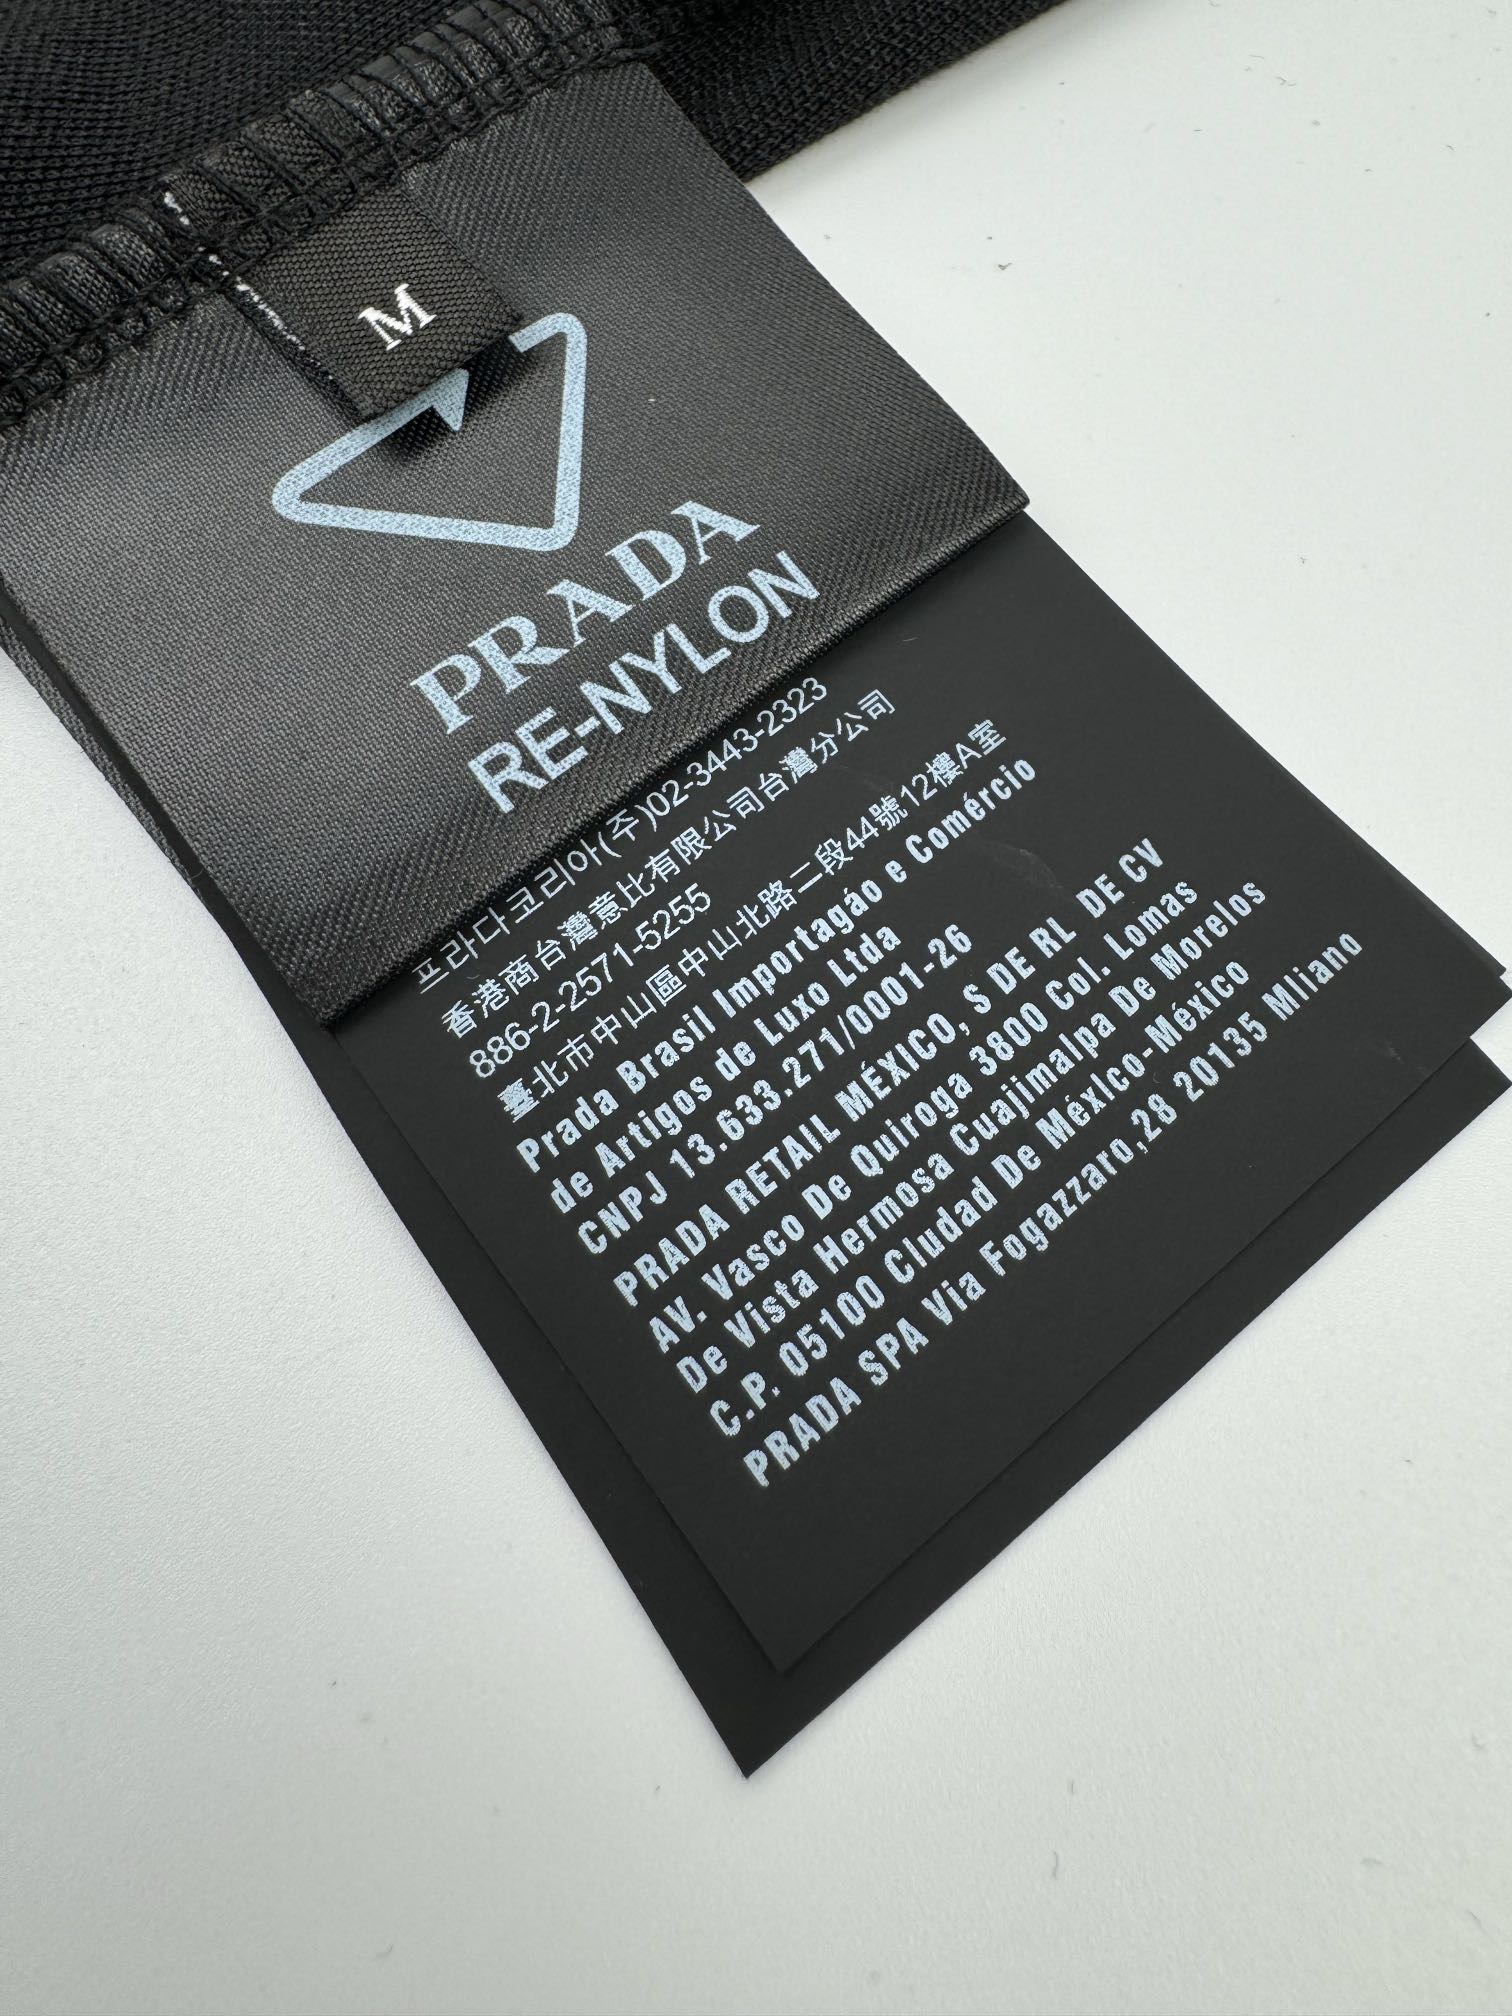 M
PRADA
RE-NYLON
프라다코리아(주)02-3443-2323
香港商台灣意比有限公司台灣分公司
886-2-2571-5255
臺北市中山區中山北路二段44號12樓A室
Prada Brasil Importagáo e Comércio
de Artigos de Luxo Ltda
CNPJ 13.633.271/0001-26
PRADA RETAIL MÉXICO, S DE RL DE CV
AV. Vasco De Quiroga 3800 Col. Lomas
De Vista Hermosa Cuajimalpa De Morelos
C.P. 05100 Cludad De México-México
PRADA SPA Via Fogazzaro,28 20135 Mliano